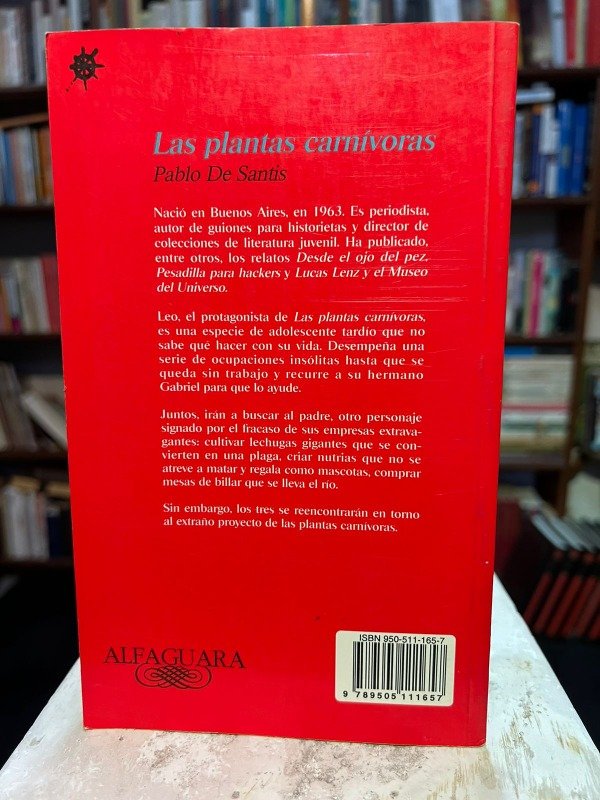 Las plantas carnívoras
Pablo De Santis
Nació en Buenos Aires, en 1963. Es periodista,
autor de guiones para historietas y director de
colecciones de literatura juvenil. Ha publicado,
entre otros, los relatos Desde el ojo del pez,
Pesadilla para hackers y Lucas Lenz y el Museo
del Universo.
Leo, el protagonista de Las plantas carnívoras,
es una especie de adolescente tardío que no
sabe qué hacer con su vida. Desempeña una
serie de ocupaciones insólitas hasta que se
queda sin trabajo y recurre a su hermano
Gabriel para que lo ayude.
Juntos, irán a buscar al padre, otro personaje
signado por el fracaso de sus empresas extrava-
gantes: cultivar lechugas gigantes que se con-
vierten en una plaga, criar nutrias que no se
atreve a matar y regala como mascotas, comprar
mesas de billar que se lleva el río.
Sin embargo, los tres se reencontrarán en torno
al extraño proyecto de las plantas carnívoras.
ALFAGUARA
ISBN 950-511-165-7
9 789505 111657